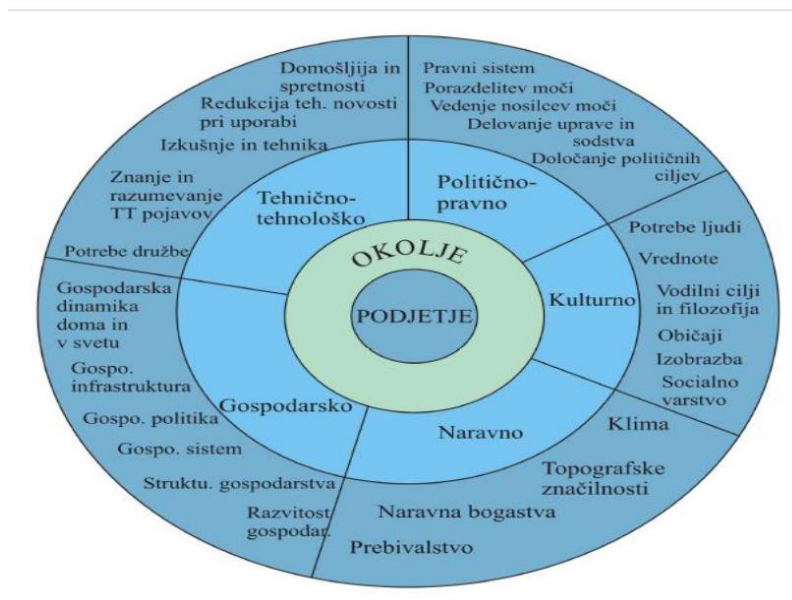 Domošljija in
spretnosti
Redukcija teh. novosti
pri uporabi
Izkušnje in tehnika
Znanje in
razumevanje
TT pojavov
Potrebe družbe
Tehnično-
tehnološko
Pravni sistem
Porazdelitev moči
Vedenje nosilcev moči
Delovanje uprave in
sodstva
Določanje političnih
ciljev
Politično-
pravno
Potrebe ljudi
Vrednote
Vodilni cilji
in filozofija
Običaji
Izobrazba
Socialno
varstvo
Kulturno
OKOLJE
PODJETJE
Gospodarska
dinamika
doma in
v svetu
Gospo.
infrastruktura
Gospo. politika
Gospo. sistem
Struktu. gospodarstva
Razvitost
gospodar.
Gospodarsko
Naravno
Klima
Topografske
značilnosti
Naravna bogastva
Prebivalstvo